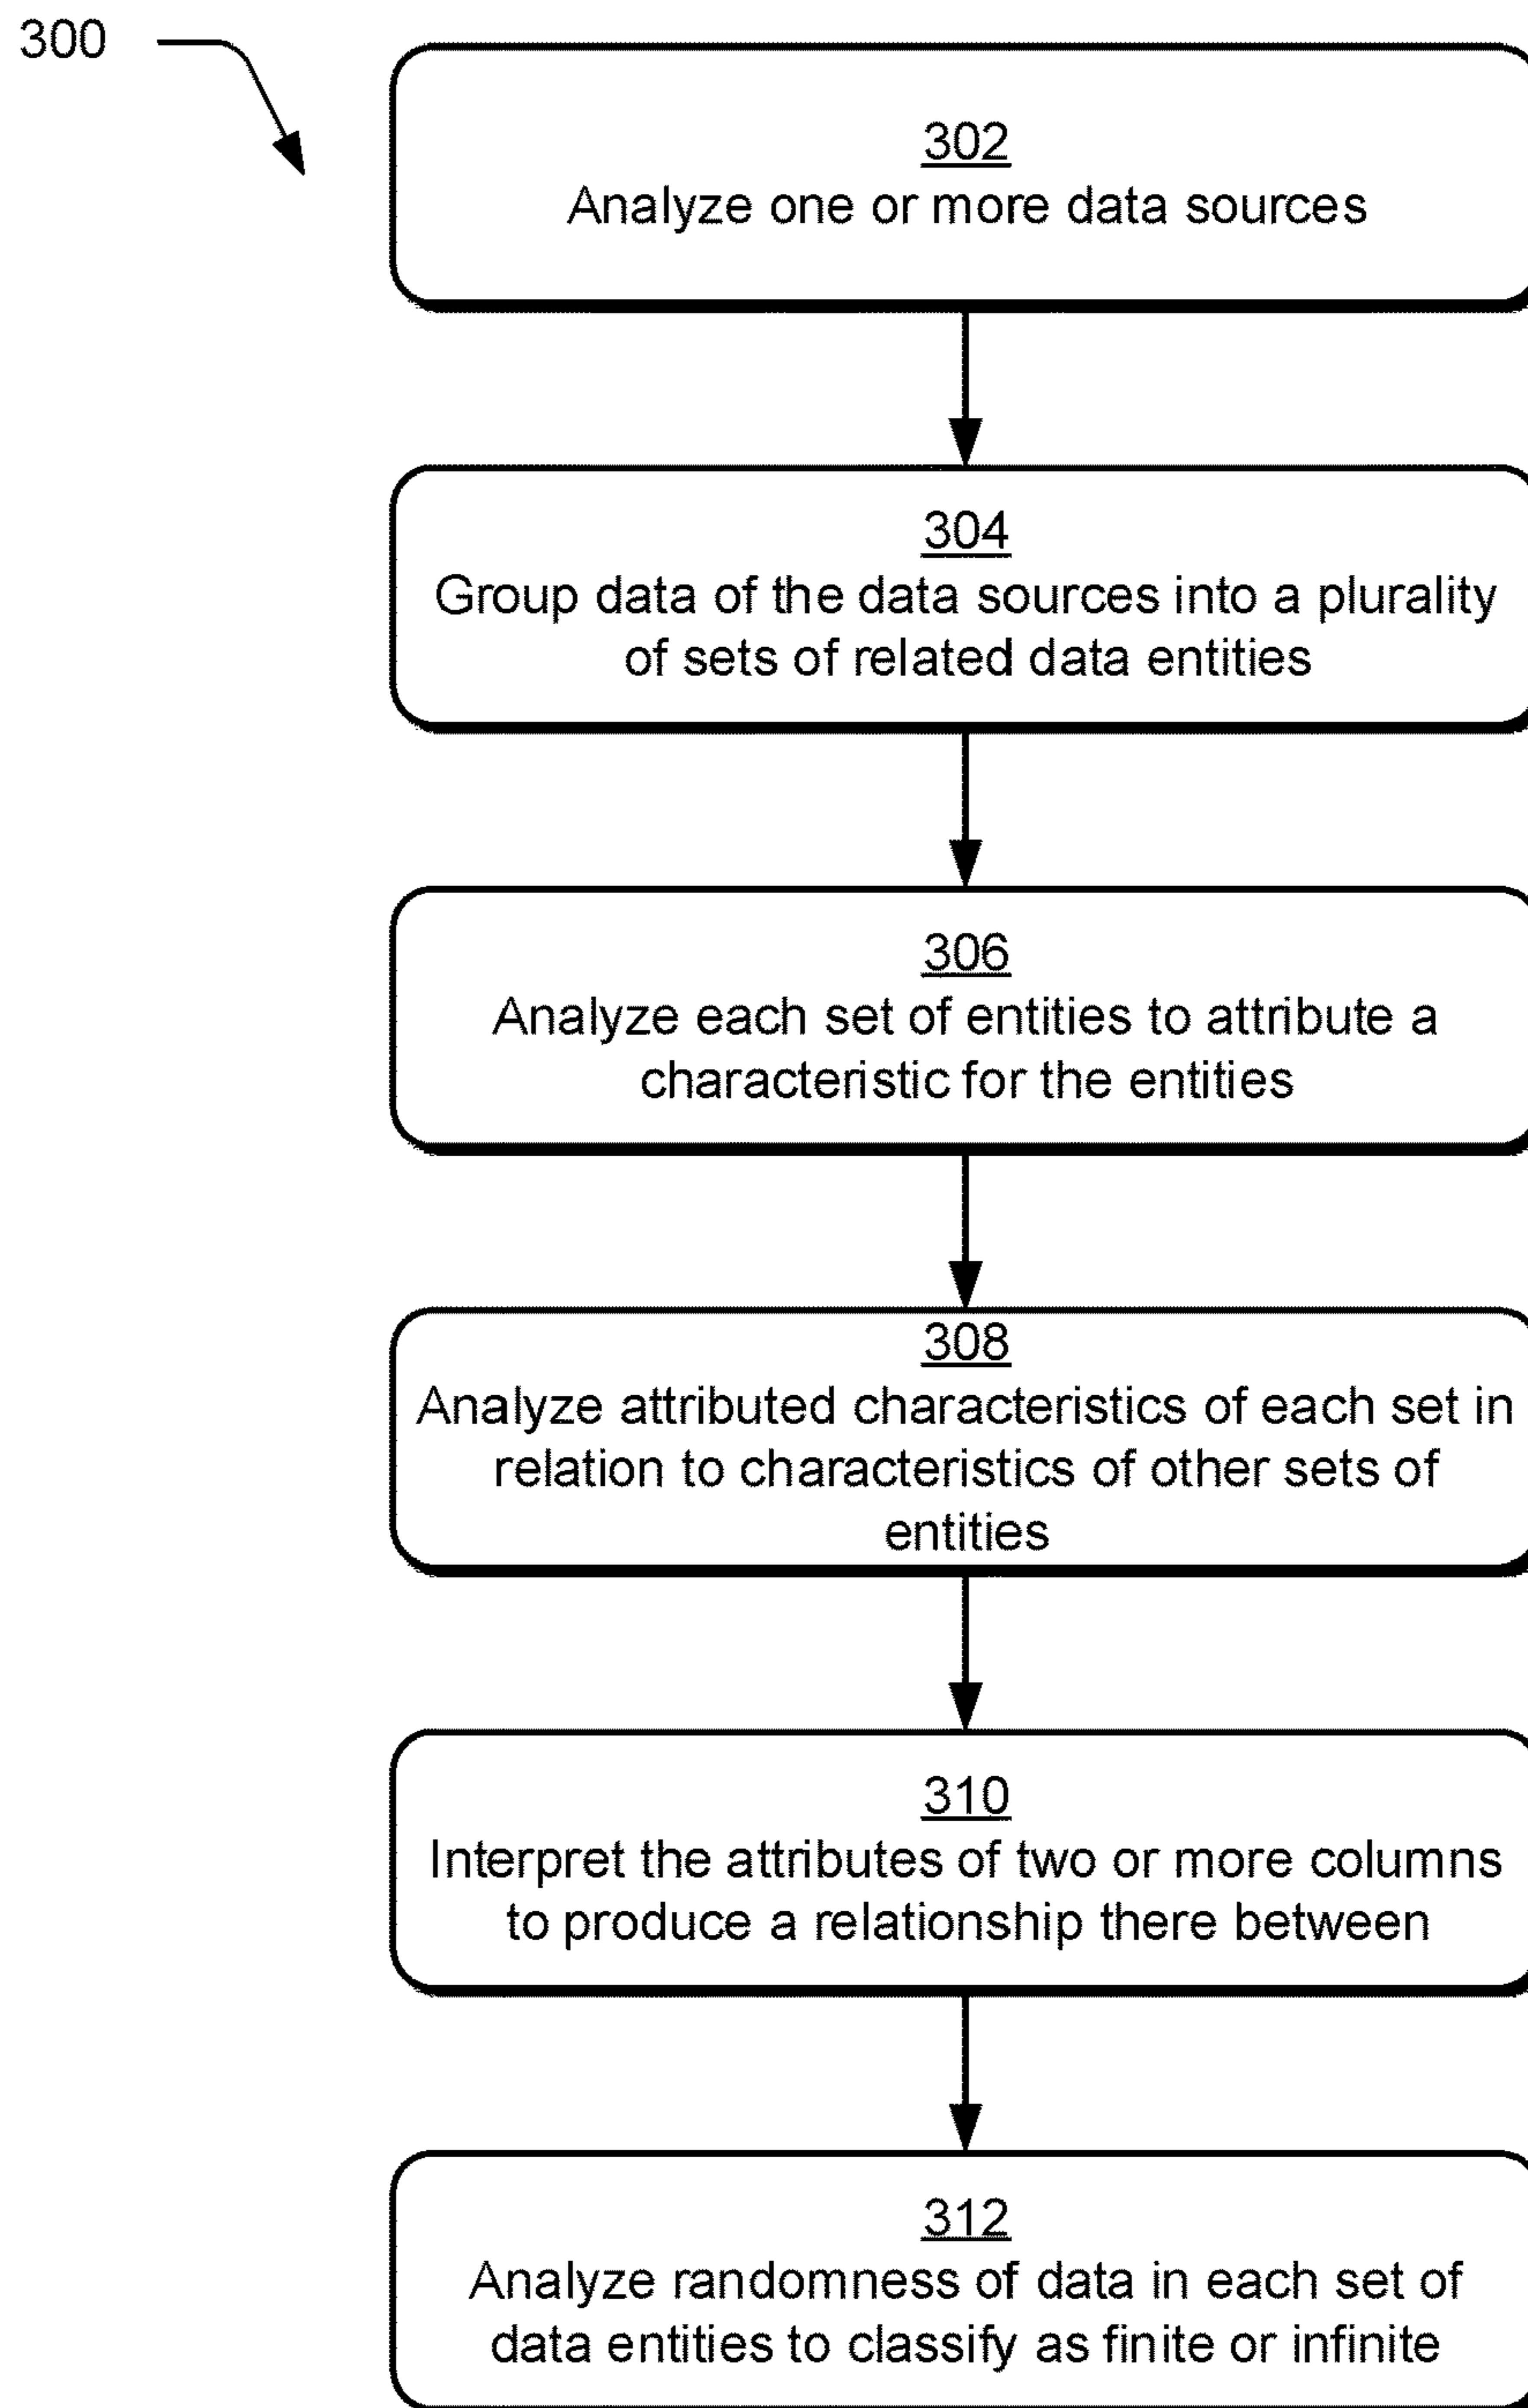 300
302
Analyze one or more data sources
304
Group data of the data sources into a plurality
of sets of related data entities
306
Analyze each set of entities to attribute a
characteristic for the entities
308
Analyze attributed characteristics of each set in
relation to characteristics of other sets of
entities
310
Interpret the attributes of two or more columns
to produce a relationship there between
312
Analyze randomness of data in each set of
data entities to classify as finite or infinite